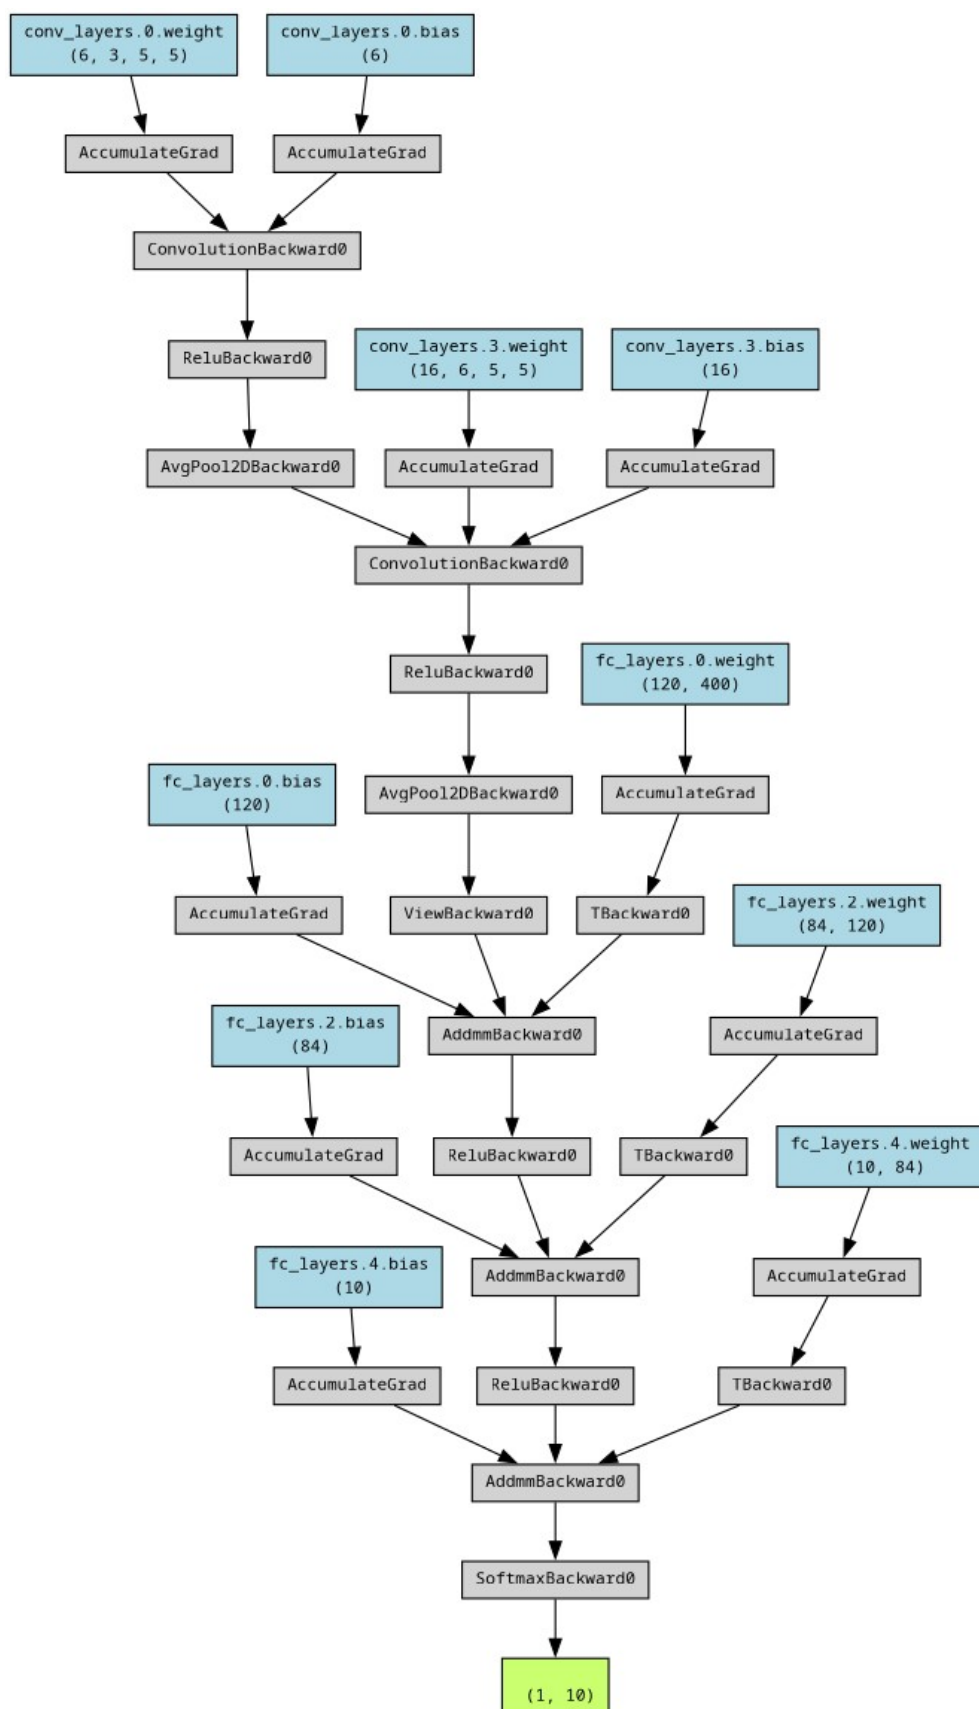 conv_layers.0.weight
(6, 3, 5, 5)
conv_layers.0.bias
(6)
AccumulateGrad
AccumulateGrad
ConvolutionBackward0
ReluBackward0
conv_layers.3.weight
(16, 6, 5, 5)
conv_layers.3.bias
(16)
AvgPool2DBackward0
AccumulateGrad
AccumulateGrad
ConvolutionBackward0
ReluBackward0
fc_layers.0.weight
(120, 400)
fc_layers.0.bias
(120)
AvgPool2DBackward0
AccumulateGrad
AccumulateGrad
ViewBackward0
TBackward0
fc_layers.2.weight
(84, 120)
fc_layers.2.bias
(84)
AddmmBackward0
AccumulateGrad
AccumulateGrad
ReluBackward0
TBackward0
fc_layers.4.weight
(10, 84)
fc_layers.4.bias
(10)
AddmmBackward0
AccumulateGrad
AccumulateGrad
ReluBackward0
TBackward0
AddmmBackward0
SoftmaxBackward0
(1, 10)